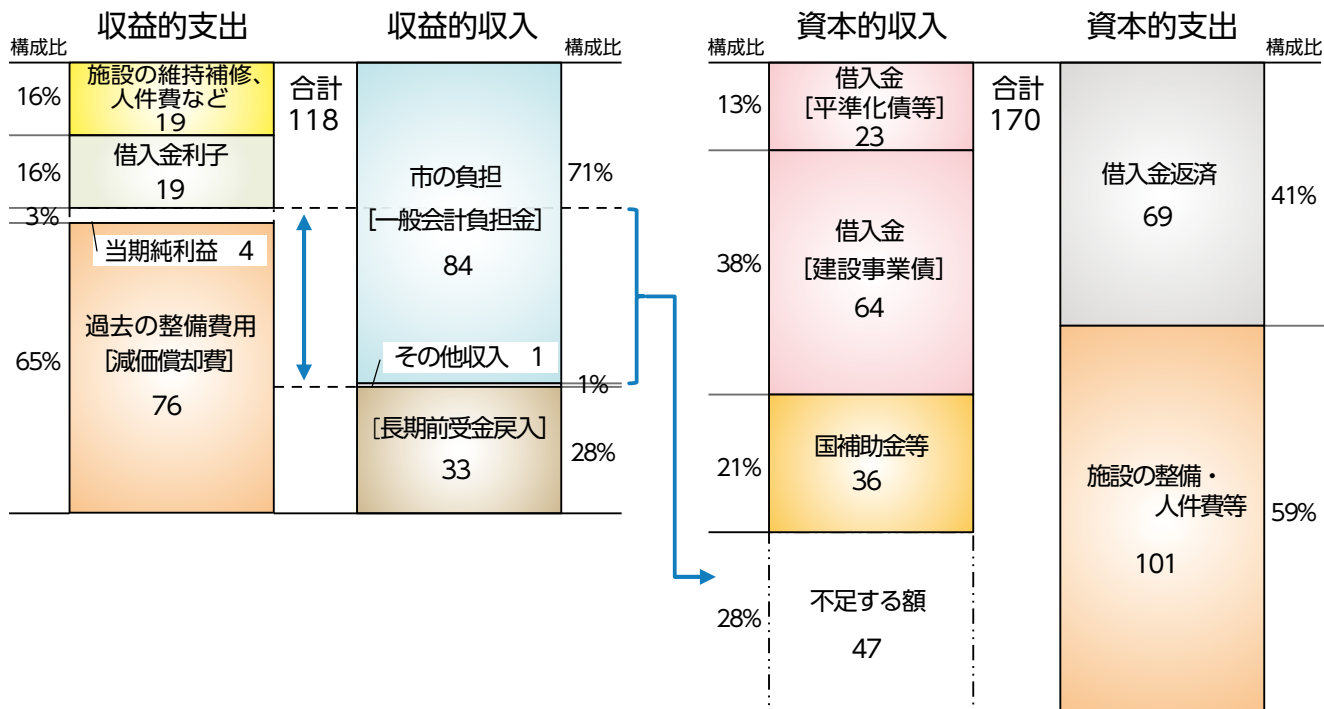 収益的支出
収益的収入
構成比
構成比
施設の維持補修、
人件費など
19
16%
合計
118
借入金利子
19
16%
3%
当期純利益 4
過去の整備費用
[減価償却費]
76
65%
市の負担
[一般会計負担金]
84
71%
その他収入 1
1%
[長期前受金戻入]
33
28%
資本的収入
資本的支出
構成比
構成比
借入金
[平準化債等]
23
13%
合計
170
借入金
[建設事業債]
64
38%
国補助金等
36
21%
不足する額
47
28%
借入金返済
69
41%
施設の整備・
人件費等
101
59%